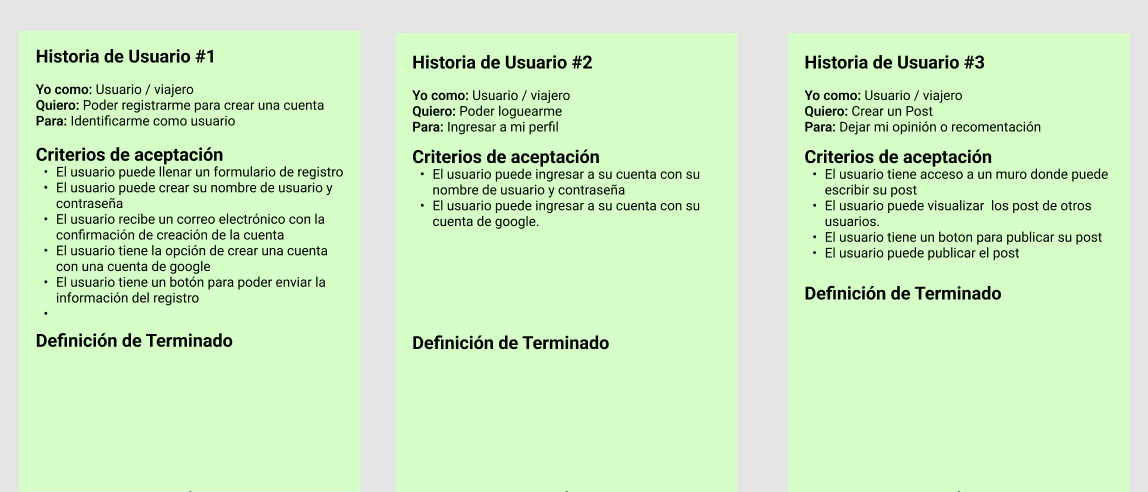 Historia de Usuario #1
Yo como: Usuario / viajero
Quiero: Poder registrarme para crear una cuenta
Para: Identificarme como usuario
Criterios de aceptación
• El usuario puede llenar un formulario de registro
• El usuario puede crear su nombre de usuario y
contraseña
• El usuario recibe un correo electrónico con la
confirmación de creación de la cuenta
• El usuario tiene la opción de crear una cuenta
con una cuenta de google
• El usuario tiene un botón para poder enviar la
información del registro
•
Definición de Terminado
Historia de Usuario #2
Yo como: Usuario / viajero
Quiero: Poder loguearme
Para: Ingresar a mi perfil
Criterios de aceptación
• El usuario puede ingresar a su cuenta con su
nombre de usuario y contraseña
• El usuario puede ingresar a su cuenta con su
cuenta de google.
Definición de Terminado
Historia de Usuario #3
Yo como: Usuario / viajero
Quiero: Crear un Post
Para: Dejar mi opinión o recomentación
Criterios de aceptación
• El usuario tiene acceso a un muro donde puede
escribir su post
• El usuario puede visualizar  los post de otros
usuarios.
• El usuario tiene un boton para publicar su post
• El usuario puede publicar el post
Definición de Terminado